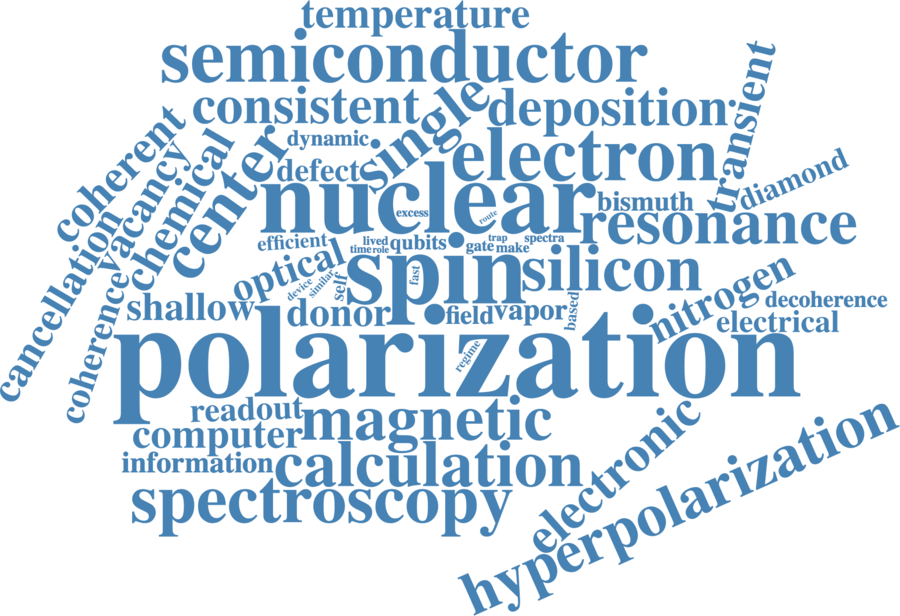 temperature
semiconductor
consistent
single
deposition
transient
coherent
vacancy
chemical
center
dynamic
defect
electron
diamond
nuclear
excess
route
bismuth
resonance
cancellation
coherence
efficient
lived
time
role
qubits
gate
trap
make
spectra
optical
device
similar
self
spin
fast
silicon
nitrogen
decoherence
shallow
donor
field
vapor
based
electrical
polarization
regime
readout
magnetic
computer
electronic
information
calculation
hyperpolarization
spectroscopy